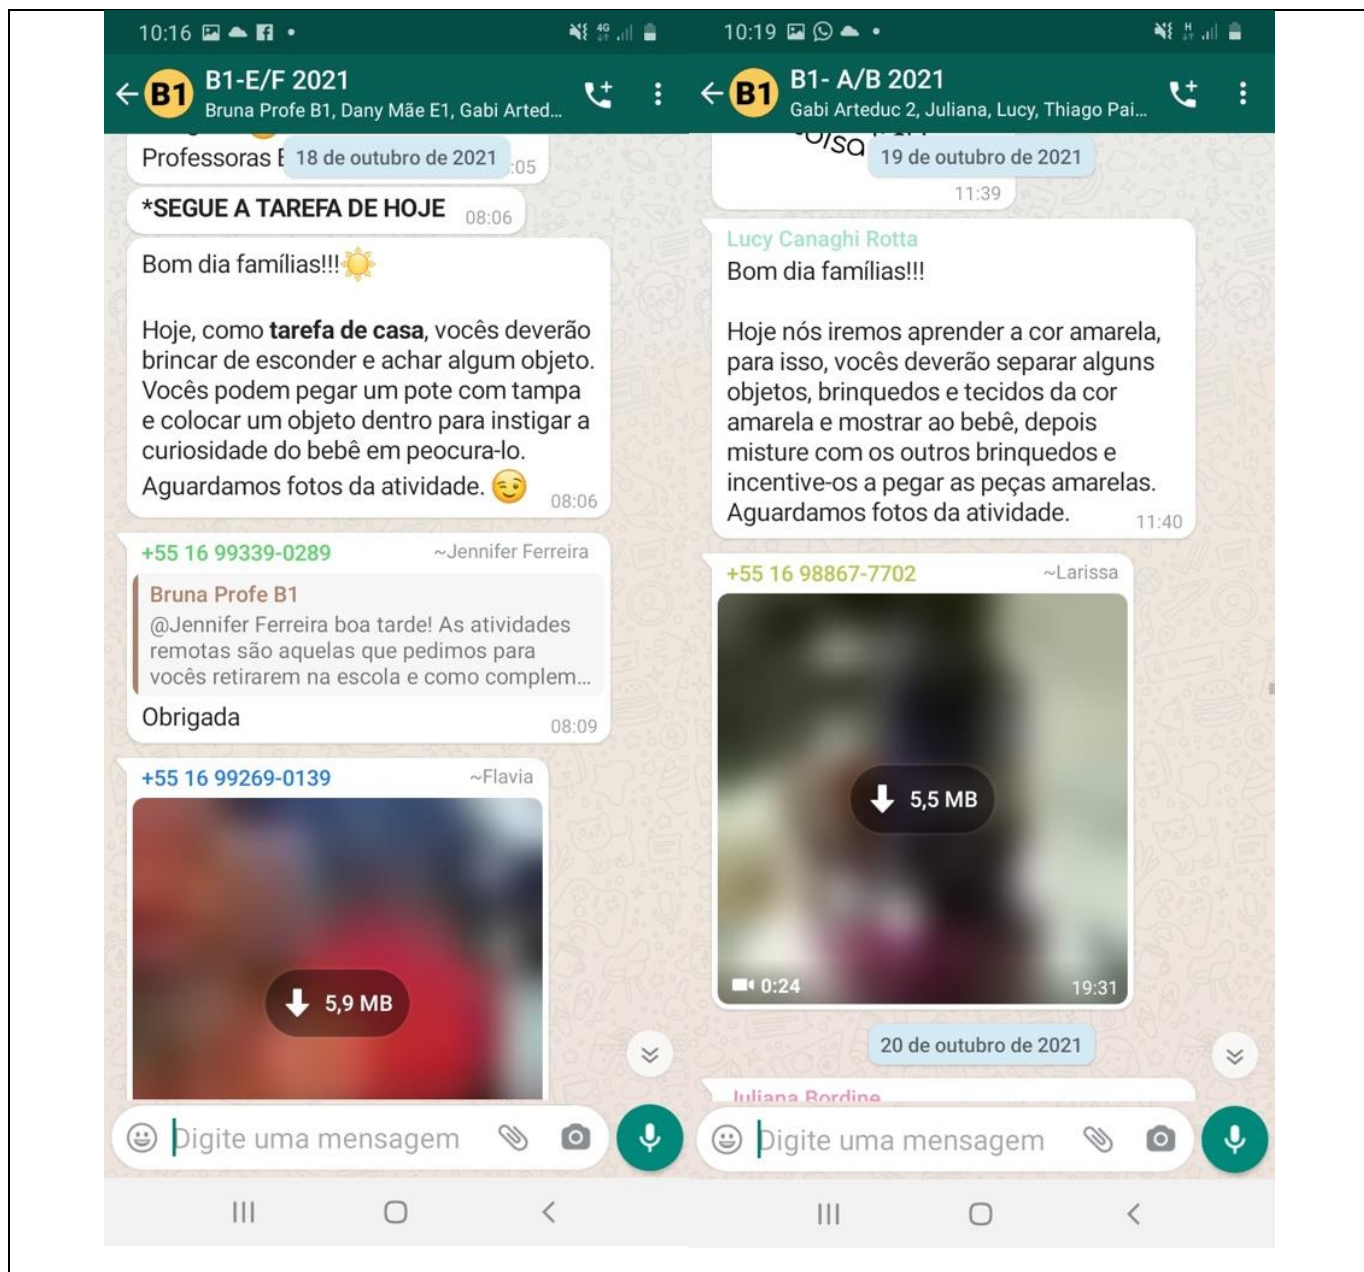 10:16
B1-E/F 2021
Bruna Profe B1, Dany Mãe E1, Gabi Arted...
Professoras
18 de outubro de 2021
:05
*SEGUE A TAREFA DE HOJE
08:06
Bom dia famílias!!!
Hoje, como tarefa de casa, vocês deverão
brincar de esconder e achar algum objeto.
Vocês podem pegar um pote com tampa
e colocar um objeto dentro para instigar a
curiosidade do bebê em peocura-lo.
Aguardamos fotos da atividade.
08:06
+55 16 99339-0289 ~Jennifer Ferreira
Bruna Profe B1
@Jennifer Ferreira boa tarde! As atividades
remotas são aquelas que pedimos para
vocês retirarem na escola e como complem...
Obrigada
08:09
+55 16 99269-0139 ~Flavia
5,9 MB
Digite uma mensagem
10:19
B1- A/B 2021
Gabi Arteduc 2, Juliana, Lucy, Thiago Pai...
19 de outubro de 2021
11:39
Lucy Canaghi Rotta
Bom dia famílias!!!
Hoje nós iremos aprender a cor amarela,
para isso, vocês deverão separar alguns
objetos, brinquedos e tecidos da cor
amarela e mostrar ao bebê, depois
misture com os outros brinquedos e
incentive-os a pegar as peças amarelas.
Aguardamos fotos da atividade.
11:40
+55 16 98867-7702 ~Larissa
5,5 MB
0:24
19:31
20 de outubro de 2021
Juliana Bordine
Digite uma mensagem